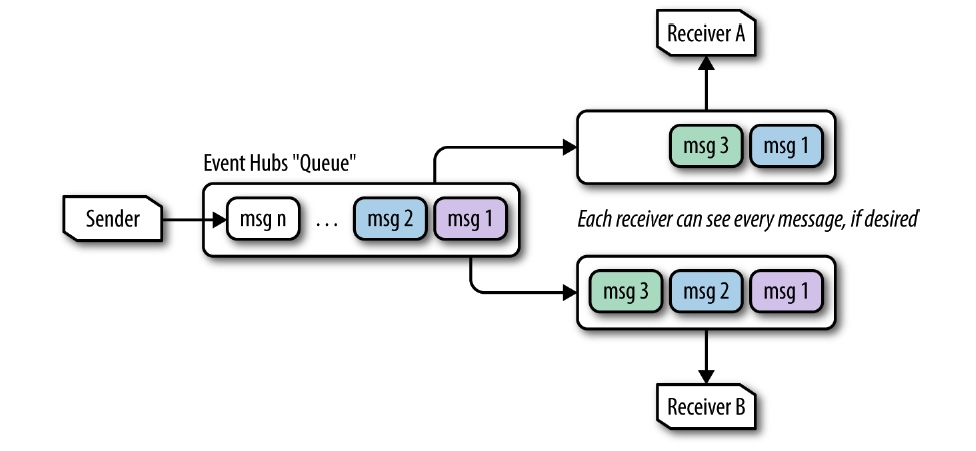 Receiver A
msg 3 msg 1
Event Hubs "Queue"
Sender
msg n ... msg 2 msg 1
Each receiver can see every message, if desired
msg 3 msg 2 msg 1
Receiver B